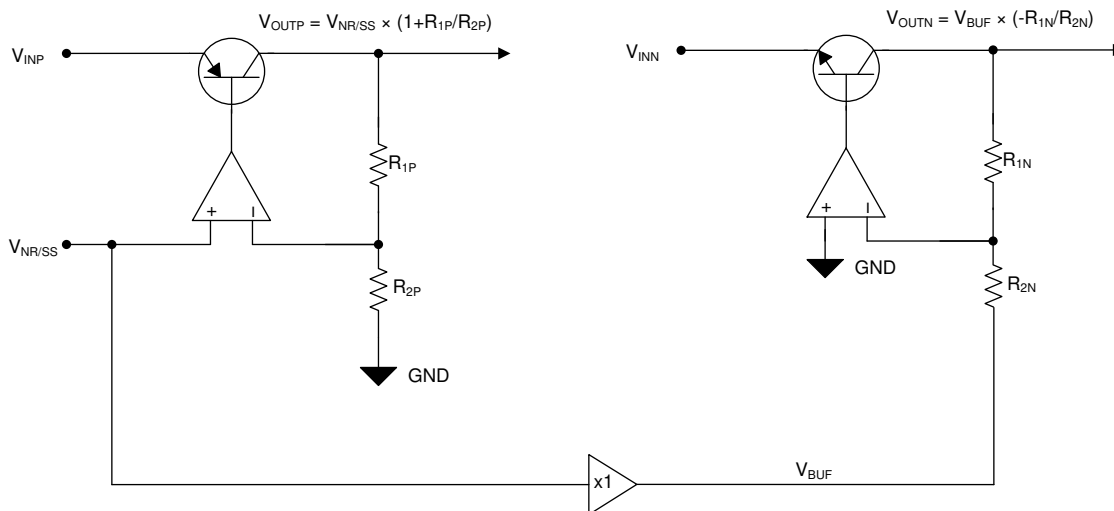 V_OUTP = V_NR/SS × (1+R_1P/R_2P)
V_OUTN = V_BUF × (-R_1N/R_2N)
V_INP
V_INN
R_1P
R_1N
+
–
+
–
V_NR/SS
GND
R_2P
R_2N
GND
x1
V_BUF